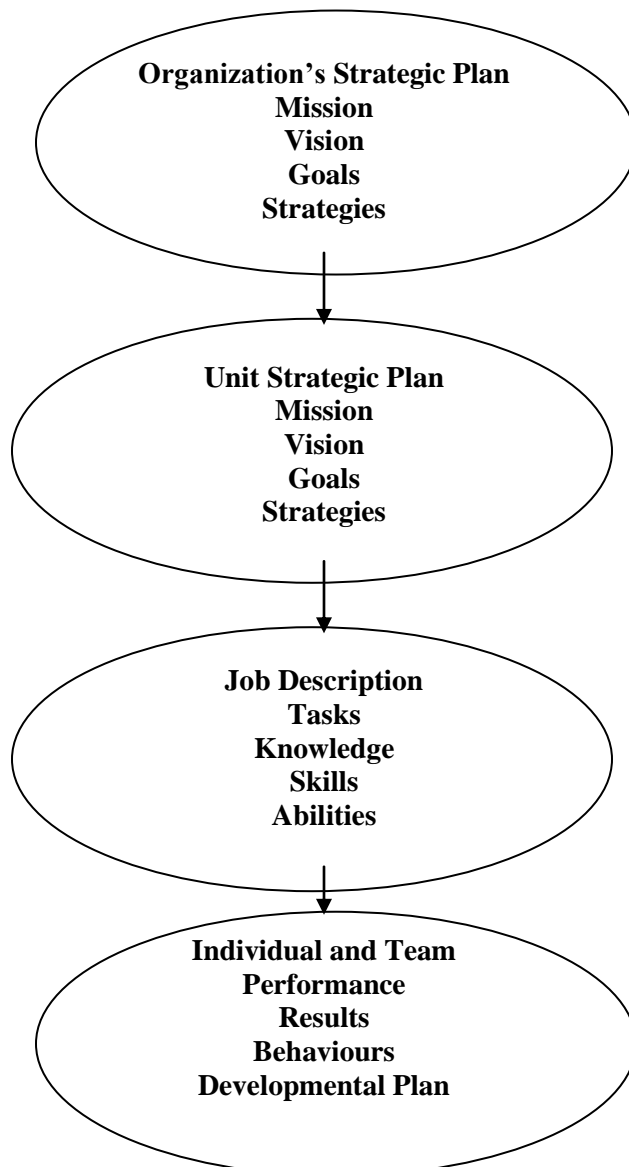 Organization’s Strategic Plan
Mission
Vision
Goals
Strategies
Unit Strategic Plan
Mission
Vision
Goals
Strategies
Job Description
Tasks
Knowledge
Skills
Abilities
Individual and Team
Performance
Results
Behaviours
Developmental Plan